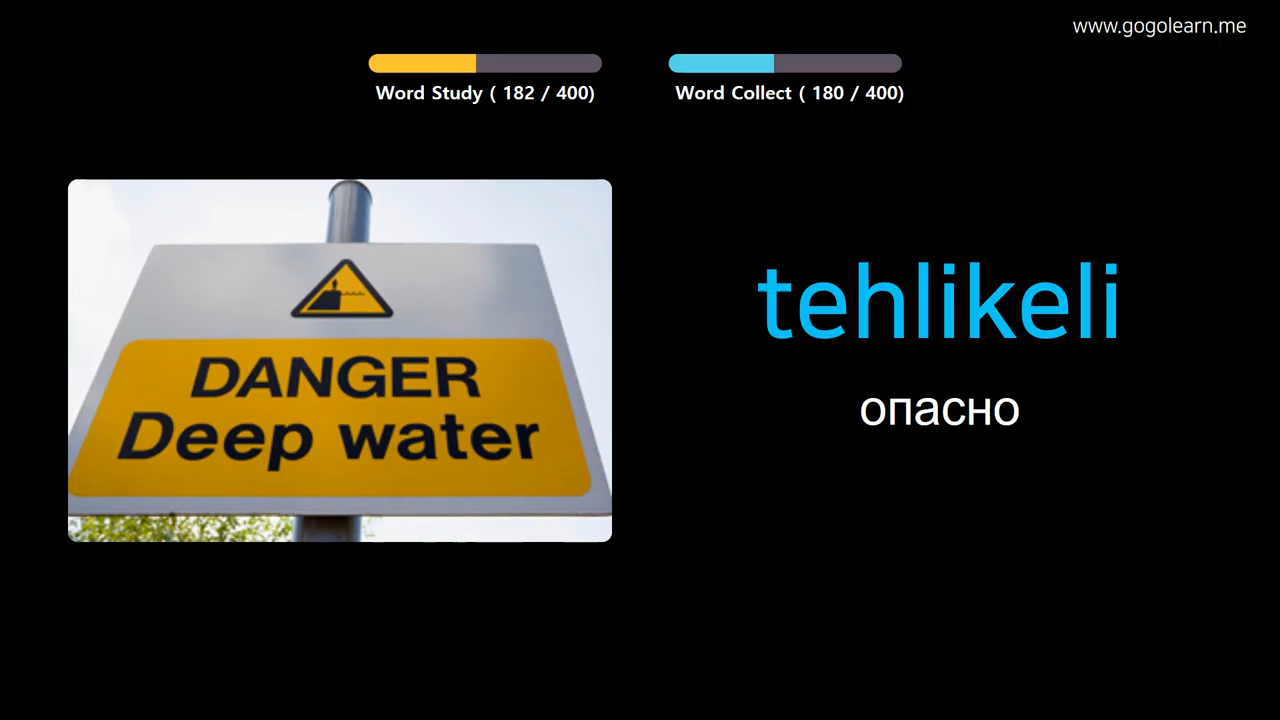 www.gogolearn.me
Word Study ( 182 / 400)
Word Collect ( 180 / 400)
DANGER
Deep water
tehlikeli
опасно